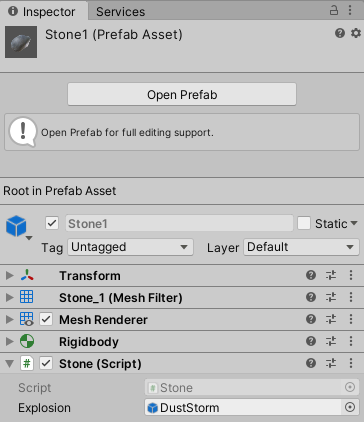 Inspector Services
Stone1 (Prefab Asset)
Open Prefab
Open Prefab for full editing support.
Root in Prefab Asset
Stone1 Static
Tag Untagged Layer Default
Transform
Stone_1 (Mesh Filter)
Mesh Renderer
Rigidbody
# Stone (Script)
Script # Stone
Explosion DustStorm